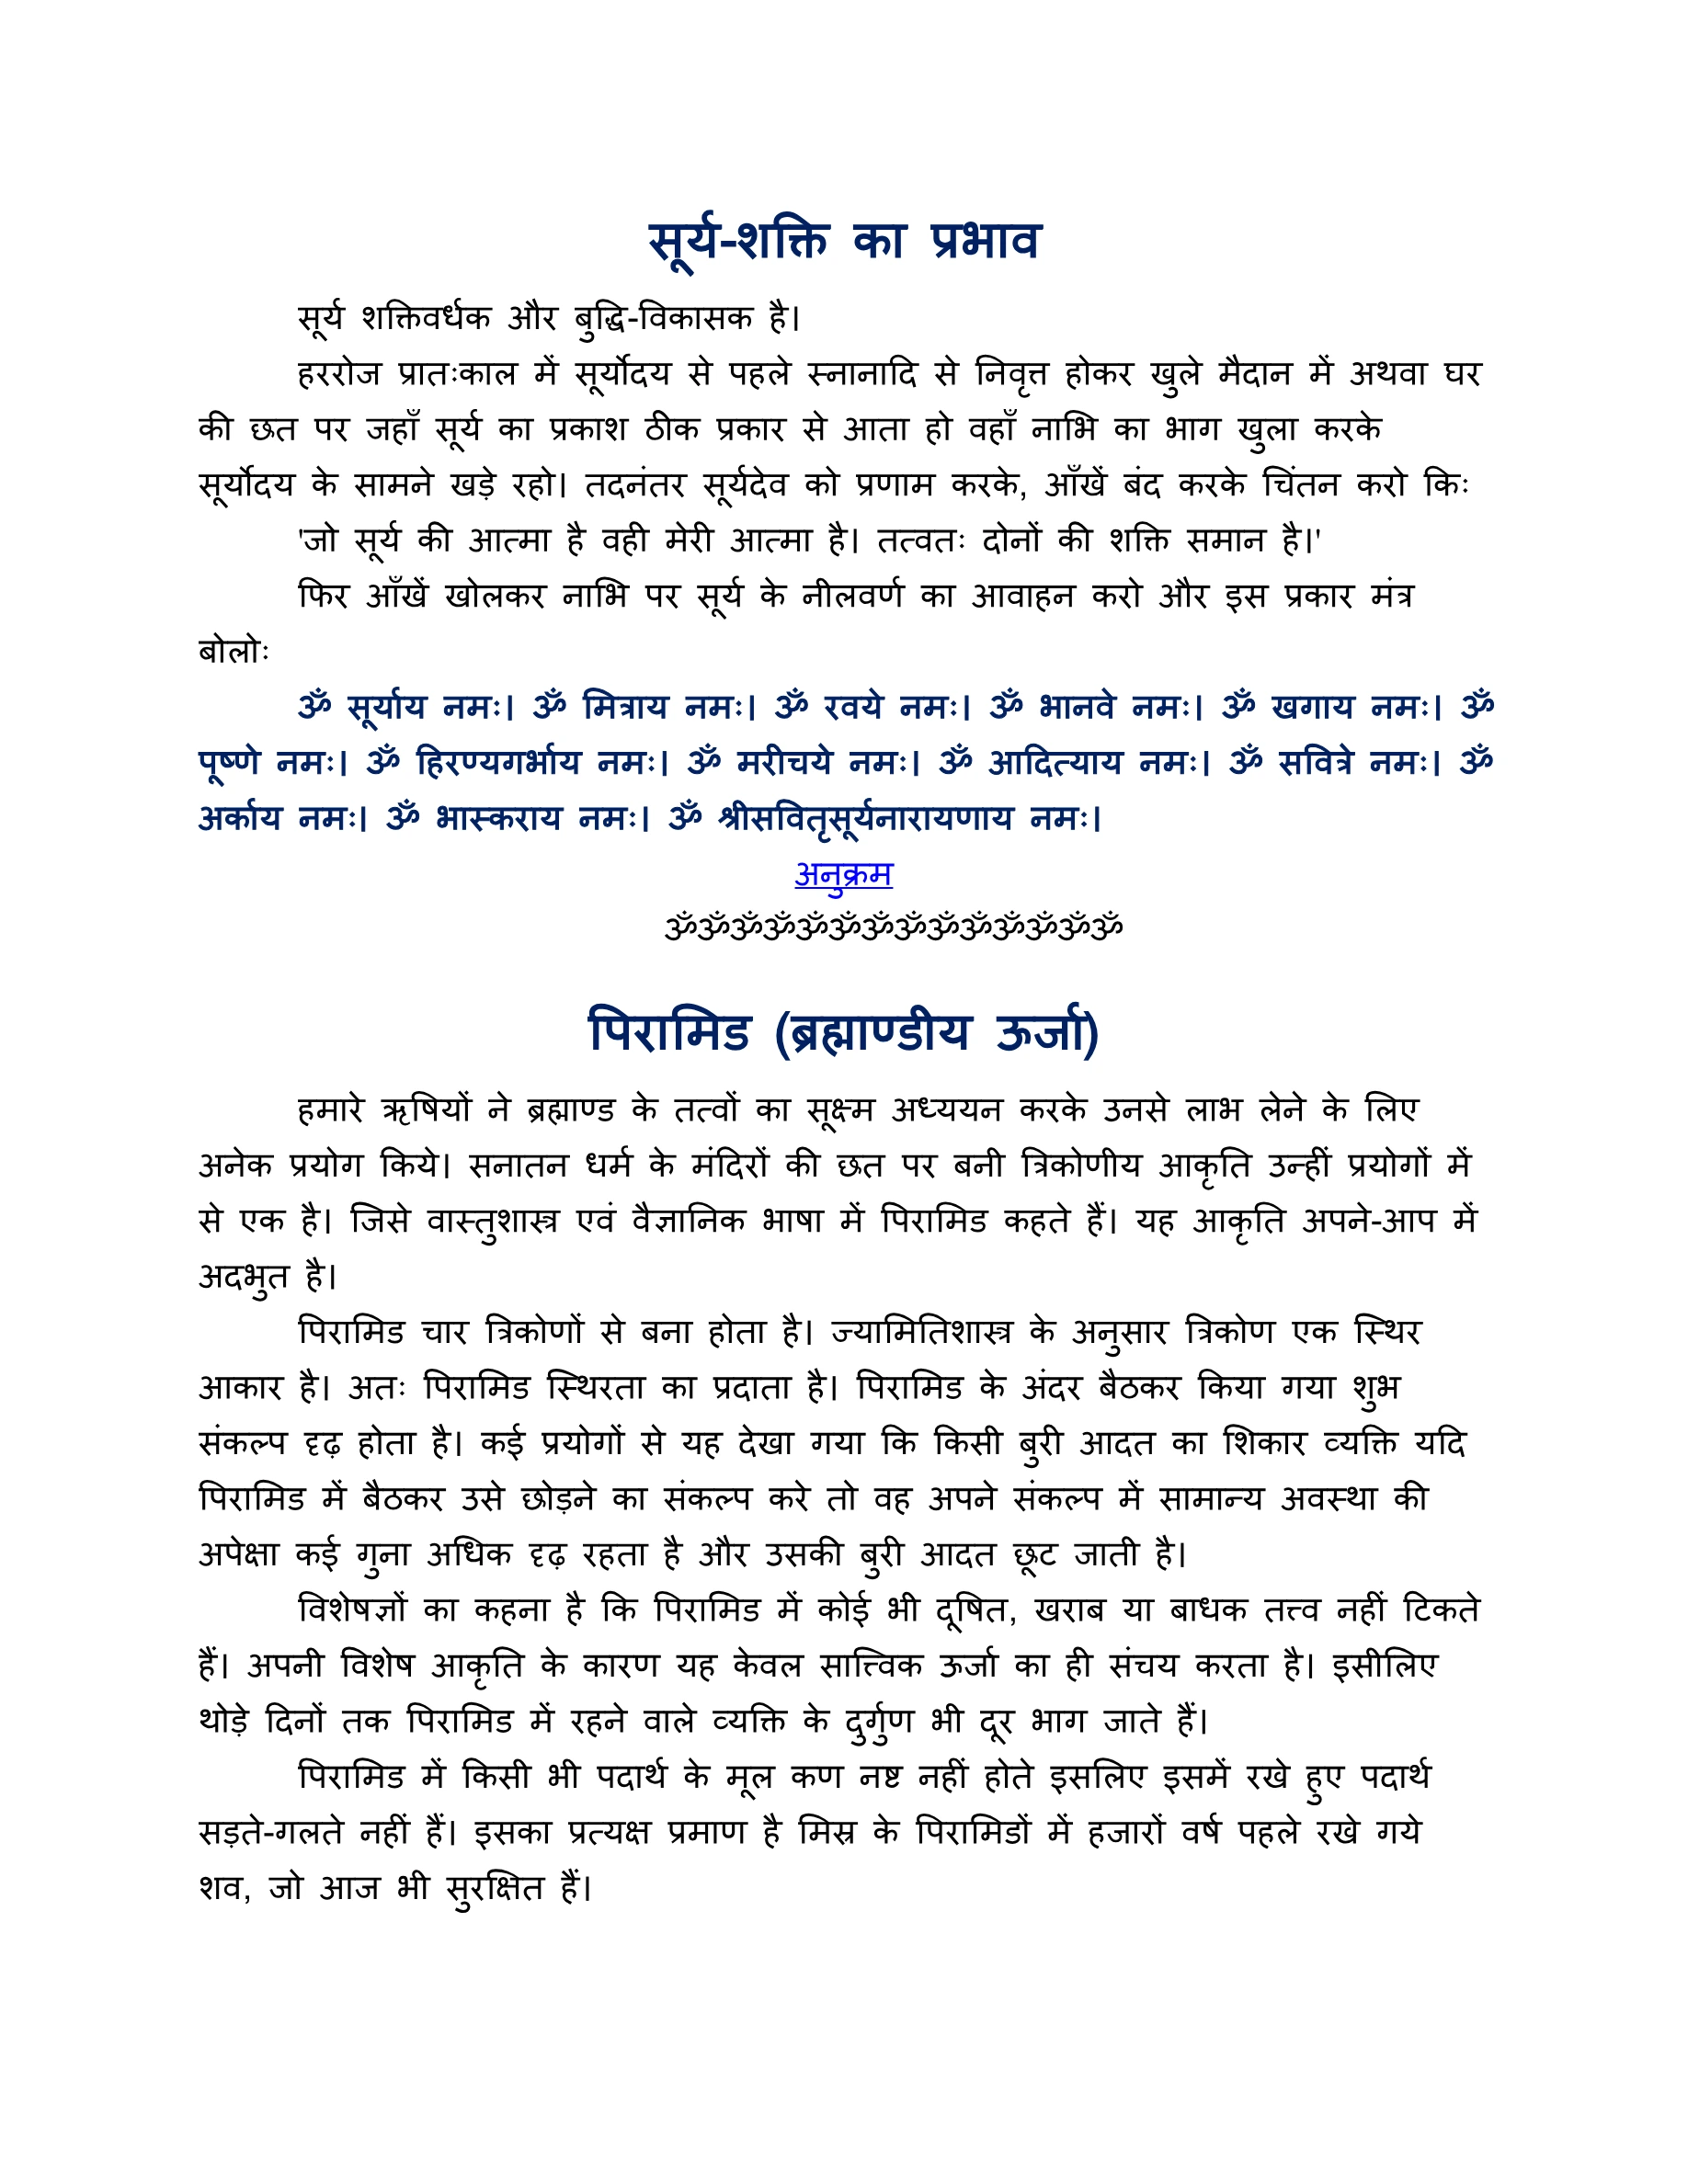 सूर्य-शक्ति का प्रभाव
सूर्य शक्तिवर्धक और बुद्धि-विकासक है।
हररोज प्रातःकाल में सूर्योदय से पहले स्नानादि से निवृत्त होकर खुले मैदान में अथवा घर
की छत पर जहाँ सूर्य का प्रकाश ठीक प्रकार से आता हो वहाँ नाभि का भाग खुला करके
सूर्योदय के सामने खड़े रहो। तदनंतर सूर्यदेव को प्रणाम करके, आँखें बंद करके चिंतन करो किः
'जो सूर्य की आत्मा है वही मेरी आत्मा है। तत्वतः दोनों की शक्ति समान है।'
फिर आँखें खोलकर नाभि पर सूर्य के नीलवर्ण का आवाहन करो और इस प्रकार मंत्र
बोलोः
ॐ सूर्याय नमः। ॐ मित्राय नमः। ॐ रवये नमः। ॐ भानवे नमः। ॐ खगाय नमः। ॐ
पूष्णे नमः। ॐ हिरण्यगर्भाय नमः। ॐ मरीचये नमः। ॐ आदित्याय नमः। ॐ सवित्रे नमः। ॐ
अर्काय नमः। ॐ भास्कराय नमः। ॐ श्रीसवितृसूर्यनारायणाय नमः।
अनुक्रम
ॐॐॐॐॐॐॐॐॐॐॐॐॐॐ
पिरामिड (ब्रह्माण्डीय ऊर्जा)
हमारे ऋषियों ने ब्रह्माण्ड के तत्वों का सूक्ष्म अध्ययन करके उनसे लाभ लेने के लिए
अनेक प्रयोग किये। सनातन धर्म के मंदिरों की छत पर बनी त्रिकोणीय आकृति उन्हीं प्रयोगों में
से एक है। जिसे वास्तुशास्त्र एवं वैज्ञानिक भाषा में पिरामिड कहते हैं। यह आकृति अपने-आप में
अदभुत है।
पिरामिड चार त्रिकोणों से बना होता है। ज्यामितिशास्त्र के अनुसार त्रिकोण एक स्थिर
आकार है। अतः पिरामिड स्थिरता का प्रदाता है। पिरामिड के अंदर बैठकर किया गया शुभ
संकल्प दृढ़ होता है। कई प्रयोगों से यह देखा गया कि किसी बुरी आदत का शिकार व्यक्ति यदि
पिरामिड में बैठकर उसे छोड़ने का संकल्प करे तो वह अपने संकल्प में सामान्य अवस्था की
अपेक्षा कई गुना अधिक दृढ़ रहता है और उसकी बुरी आदत छूट जाती है।
विशेषज्ञों का कहना है कि पिरामिड में कोई भी दूषित, खराब या बाधक तत्त्व नहीं टिकते
हैं। अपनी विशेष आकृति के कारण यह केवल सात्त्विक ऊर्जा का ही संचय करता है। इसीलिए
थोड़े दिनों तक पिरामिड में रहने वाले व्यक्ति के दुर्गुण भी दूर भाग जाते हैं।
पिरामिड में किसी भी पदार्थ के मूल कण नष्ट नहीं होते इसलिए इसमें रखे हुए पदार्थ
सड़ते-गलते नहीं हैं। इसका प्रत्यक्ष प्रमाण है मिस्र के पिरामिडों में हजारों वर्ष पहले रखे गये
शव, जो आज भी सुरक्षित हैं।